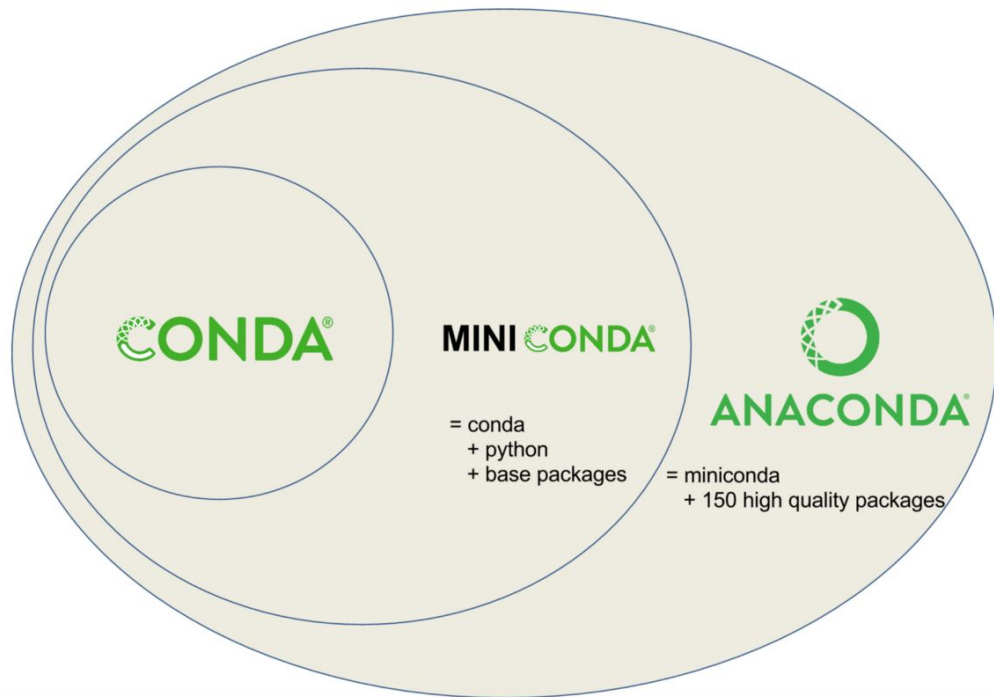 CONDA®
MINI CONDA®
= conda
+ python
+ base packages
ANACONDA®
= miniconda
+ 150 high quality packages